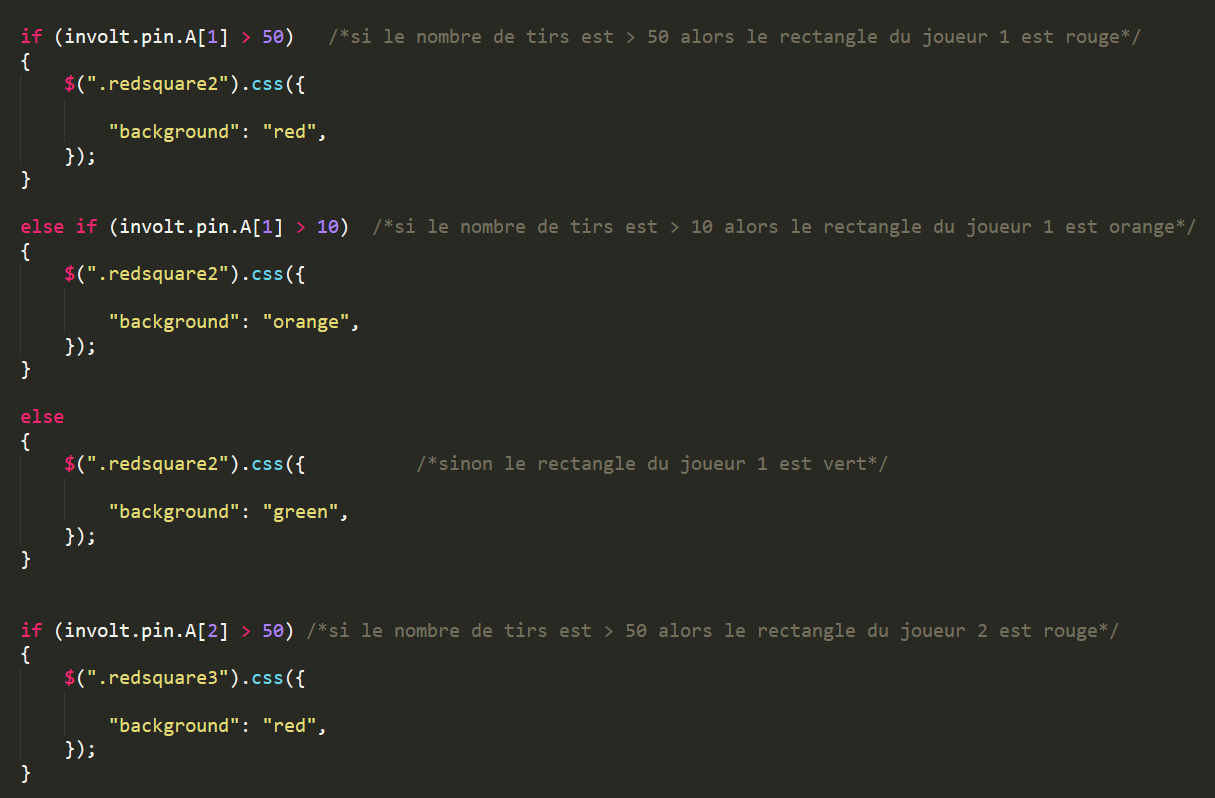 if (involt.pin.A[1] > 50)   /*si le nombre de tirs est > 50 alors le rectangle du joueur 1 est rouge*/
{
    $(".redsquare2").css({

        "background": "red",
    });
}

else if (involt.pin.A[1] > 10)  /*si le nombre de tirs est > 10 alors le rectangle du joueur 1 est orange*/
{
    $(".redsquare2").css({

        "background": "orange",
    });
}

else
{
    $(".redsquare2").css({          /*sinon le rectangle du joueur 1 est vert*/

        "background": "green",
    });
}


if (involt.pin.A[2] > 50) /*si le nombre de tirs est > 50 alors le rectangle du joueur 2 est rouge*/
{
    $(".redsquare3").css({

        "background": "red",
    });
}